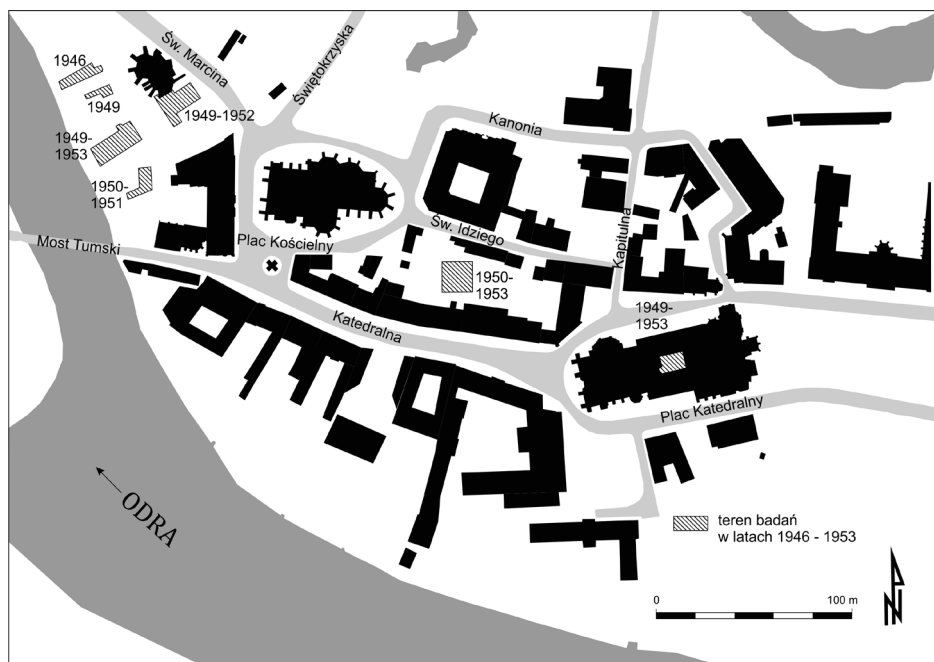 1946
1949
1949-1952
1949-
1953
1950-
1951
Św. Marcina
Świętokrzyska
Kanonia
Most Tumski
Plac Kościelny
Św. Idziego
Kapitulna
1950-
1953
1949-
1953
Katedralna
Plac Katedralny
ODRA
teren badań
w latach 1946 - 1953
0
100 m
N